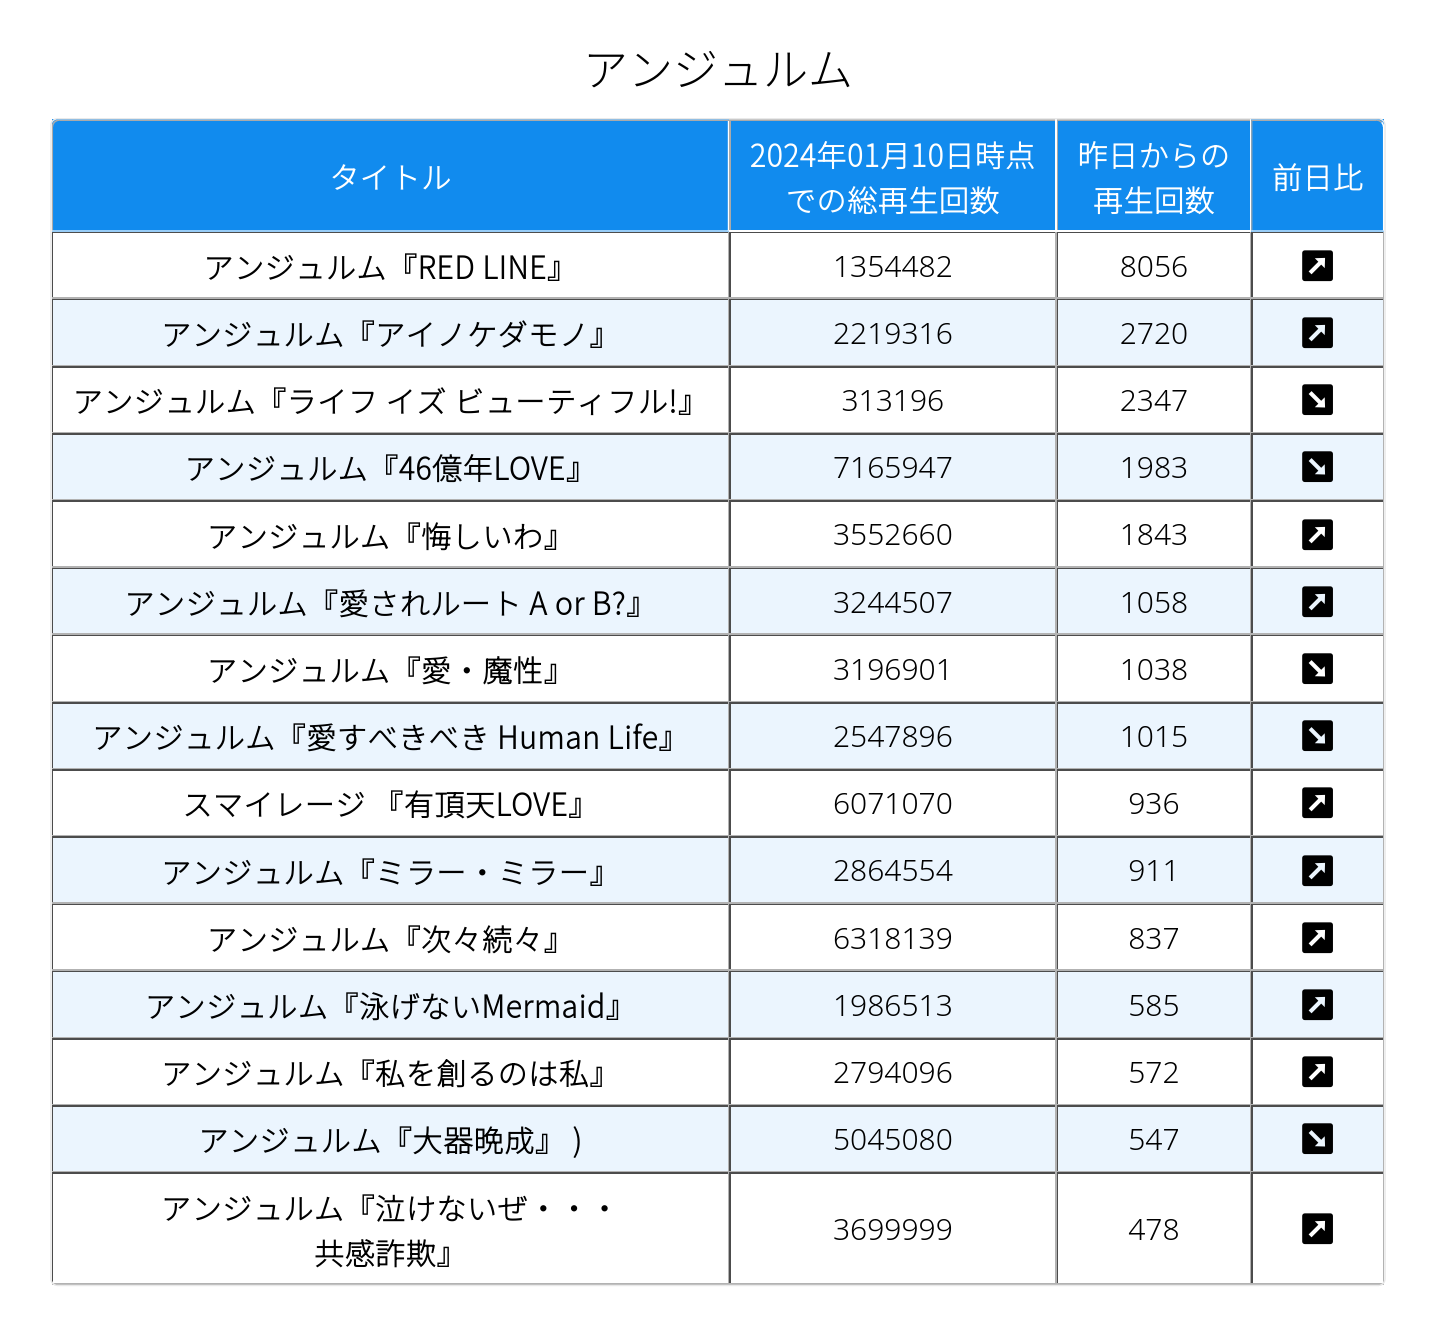 アンジュルム
タイトル 2024年01月10日時点での総再生回数 昨日からの再生回数 前日比
アンジュルム『RED LINE』 1354482 8056
アンジュルム『アイノケダモノ』 2219316 2720
アンジュルム『ライフ イズ ビューティフル!』 313196 2347
アンジュルム『46億年LOVE』 7165947 1983
アンジュルム『悔しいわ』 3552660 1843
アンジュルム『愛されルート A or B?』 3244507 1058
アンジュルム『愛・魔性』 3196901 1038
アンジュルム『愛すべきべき Human Life』 2547896 1015
スマイレージ 『有頂天LOVE』 6071070 936
アンジュルム『ミラー・ミラー』 2864554 911
アンジュルム『次々続々』 6318139 837
アンジュルム『泳げないMermaid』 1986513 585
アンジュルム『私を創るのは私』 2794096 572
アンジュルム『大器晩成』 ) 5045080 547
アンジュルム『泣けないぜ・・・
共感詐欺』 3699999 478